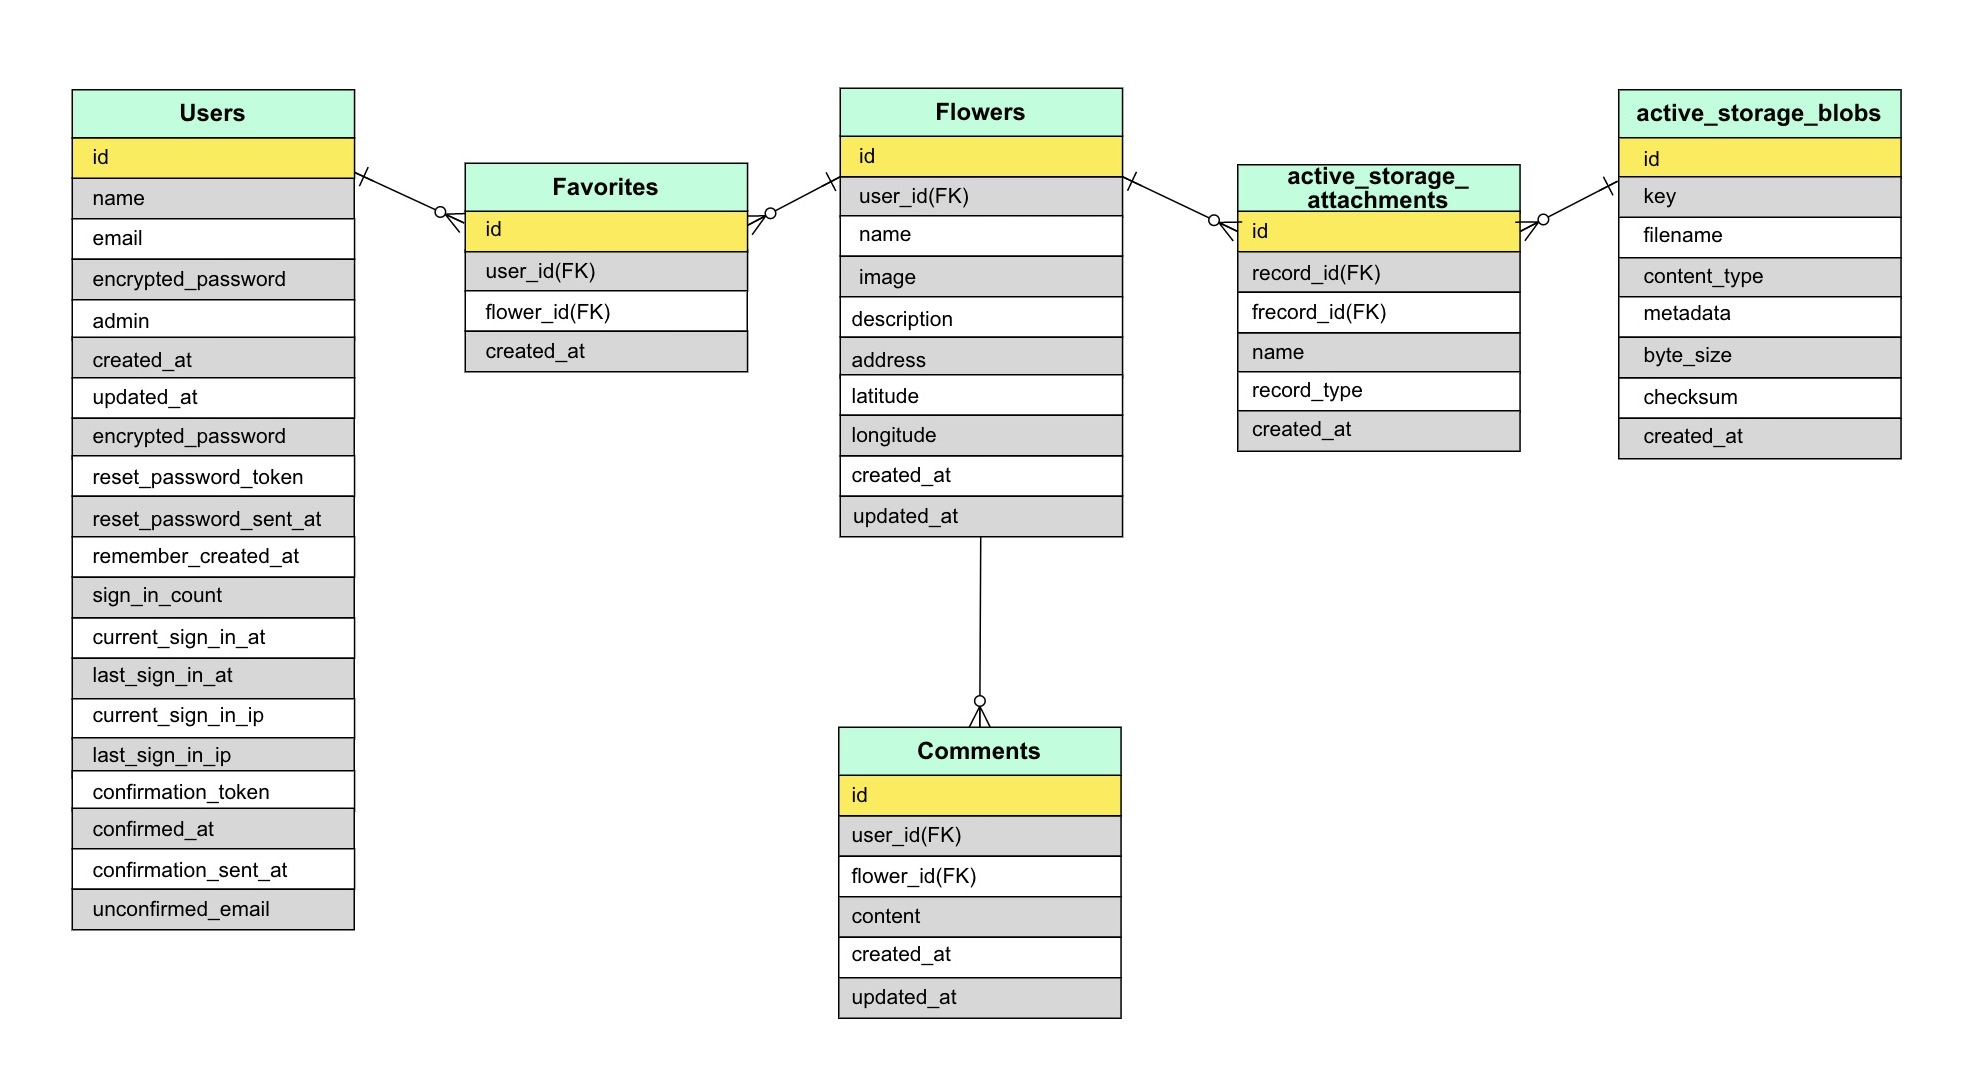 Users
id
name
email
encrypted_password
admin
created_at
updated_at
encrypted_password
reset_password_token
reset_password_sent_at
remember_created_at
sign_in_count
current_sign_in_at
last_sign_in_at
current_sign_in_ip
last_sign_in_ip
confirmation_token
confirmed_at
confirmation_sent_at
unconfirmed_email
Favorites
id
user_id(FK)
flower_id(FK)
created_at
Flowers
id
user_id(FK)
name
image
description
address
latitude
longitude
created_at
updated_at
Comments
id
user_id(FK)
flower_id(FK)
content
created_at
updated_at
active_storage_
attachments
id
record_id(FK)
frecord_id(FK)
name
record_type
created_at
active_storage_blobs
id
key
filename
content_type
metadata
byte_size
checksum
created_at